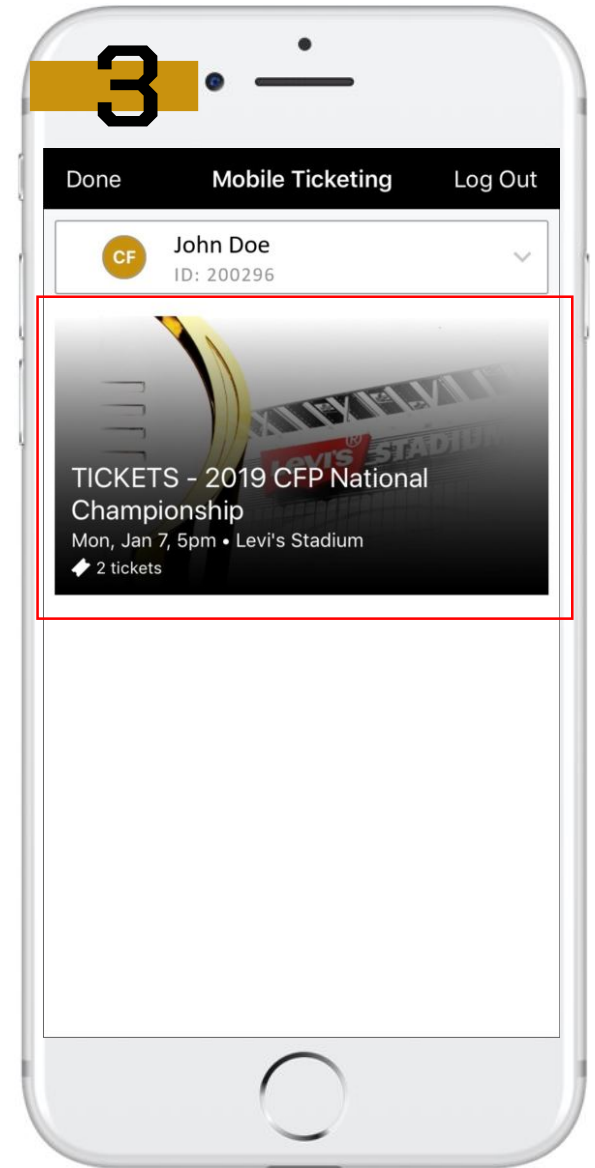 3
Done Mobile Ticketing Log Out
CF
John Doe
ID: 200296
LEVI'S® STADIUM
TICKETS - 2019 CFP National
Championship
Mon, Jan 7, 5pm • Levi's Stadium
2 tickets